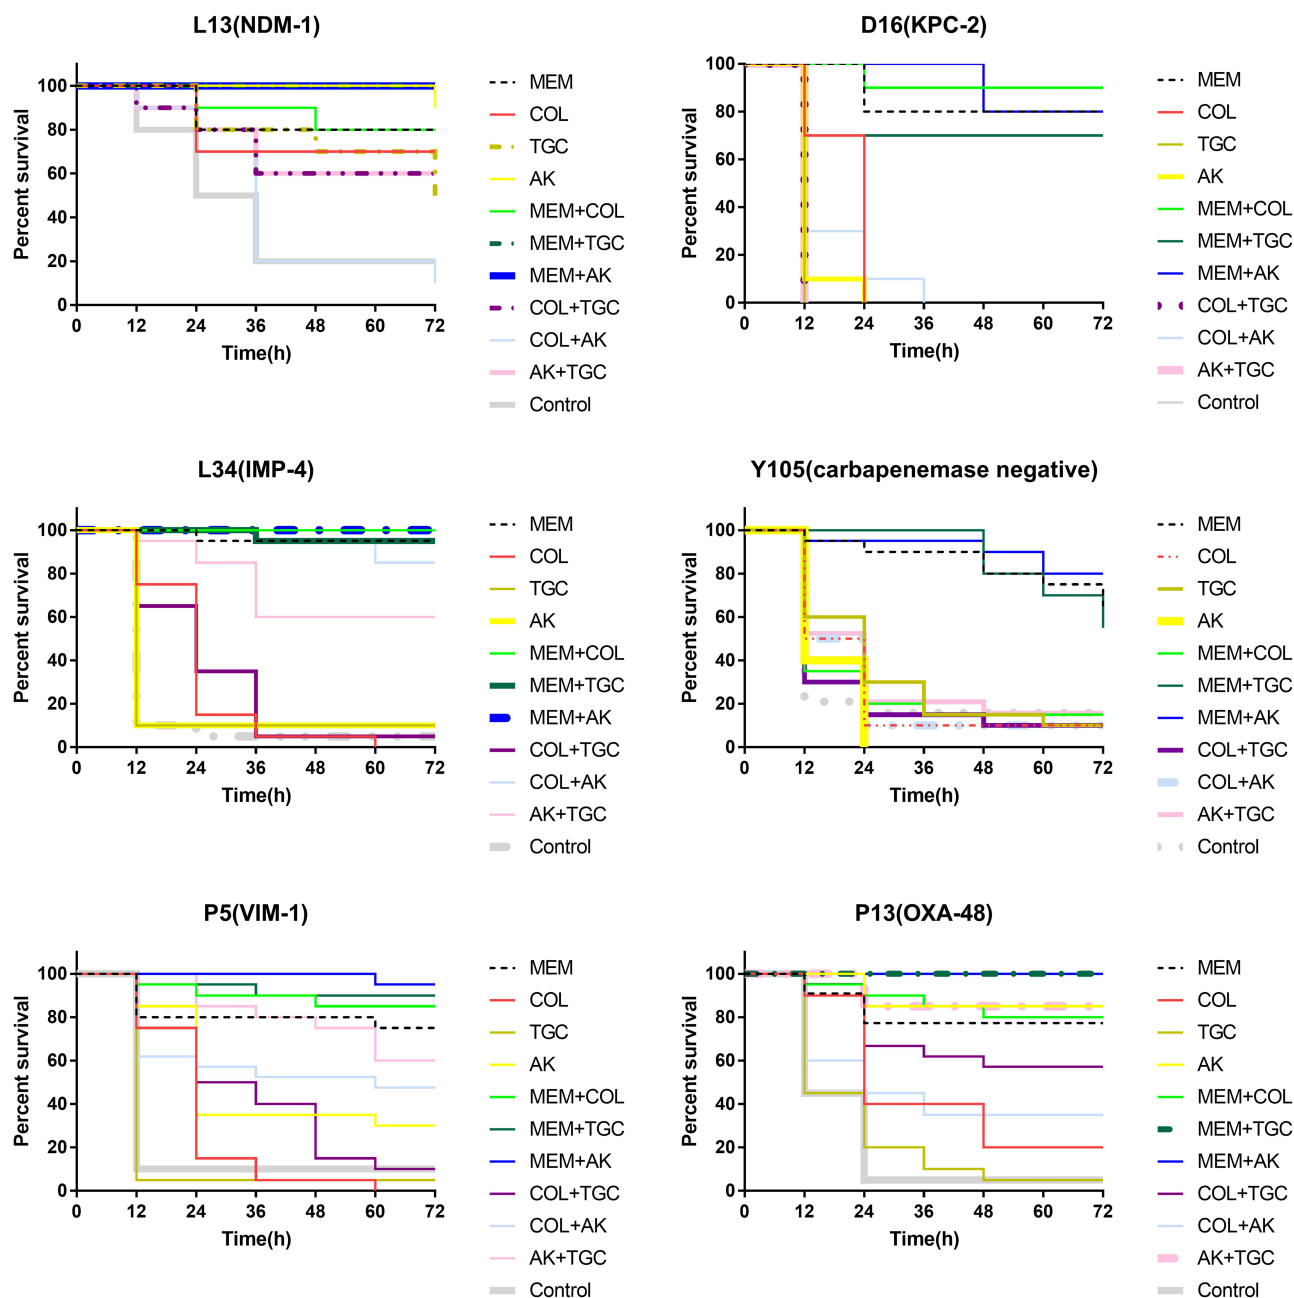 L13(NDM-1)
Percent survival
100
80
60
40
20
0
0 12 24 36 48 60 72
Time(h)
MEM
COL
TGC
AK
MEM+COL
MEM+TGC
MEM+AK
COL+TGC
COL+AK
AK+TGC
Control
D16(KPC-2)
Percent survival
100
80
60
40
20
0
0 12 24 36 48 60 72
Time(h)
MEM
COL
TGC
AK
MEM+COL
MEM+TGC
MEM+AK
COL+TGC
COL+AK
AK+TGC
Control
L34(IMP-4)
Percent survival
100
80
60
40
20
0
0 12 24 36 48 60 72
Time(h)
MEM
COL
TGC
AK
MEM+COL
MEM+TGC
MEM+AK
COL+TGC
COL+AK
AK+TGC
Control
Y105(carbapenemase negative)
Percent survival
100
80
60
40
20
0
0 12 24 36 48 60 72
Time(h)
MEM
COL
TGC
AK
MEM+COL
MEM+TGC
MEM+AK
COL+TGC
COL+AK
AK+TGC
Control
P5(VIM-1)
Percent survival
100
80
60
40
20
0
0 12 24 36 48 60 72
Time(h)
MEM
COL
TGC
AK
MEM+COL
MEM+TGC
MEM+AK
COL+TGC
COL+AK
AK+TGC
Control
P13(OXA-48)
Percent survival
100
80
60
40
20
0
0 12 24 36 48 60 72
Time(h)
MEM
COL
TGC
AK
MEM+COL
MEM+TGC
MEM+AK
COL+TGC
COL+AK
AK+TGC
Control